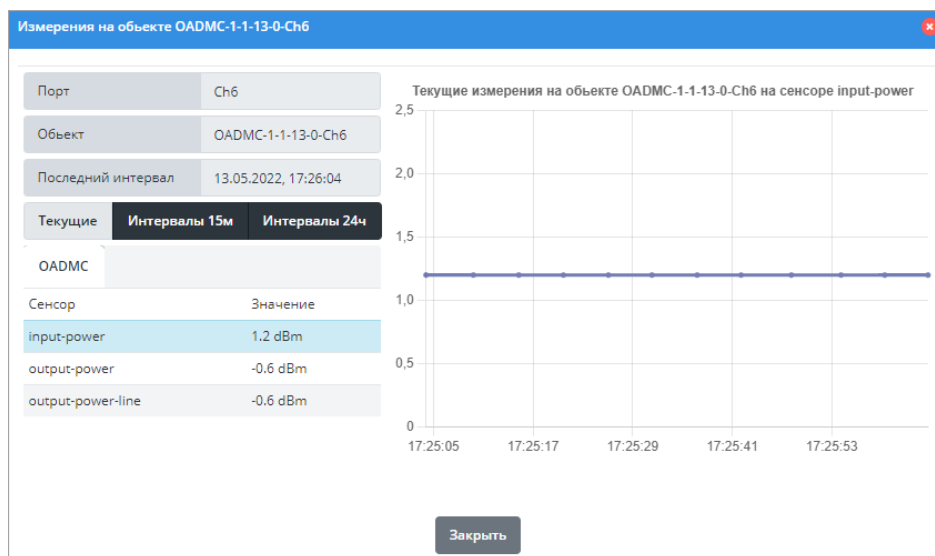 Измерения на обьекте OADMC-1-1-13-0-Ch6
Порт Ch6
Обьект OADMC-1-1-13-0-Ch6
Последний интервал 13.05.2022, 17:26:04
Текущие Интервалы 15м Интервалы 24ч
OADMC
Сенсор Значение
input-power 1.2 dBm
output-power -0.6 dBm
output-power-line -0.6 dBm
Текущие измерения на обьекте OADMC-1-1-13-0-Ch6 на сенсоре input-power
2,5
2,0
1,5
1,0
0,5
0
17:25:05 17:25:17 17:25:29 17:25:41 17:25:53
Закрыть